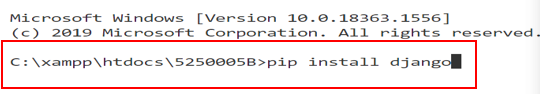 Microsoft Windows [Version 10.0.18363.1556]
(c) 2019 Microsoft Corporation. All rights reserved.
C:\xampp\htdocs\5250005B>pip install django